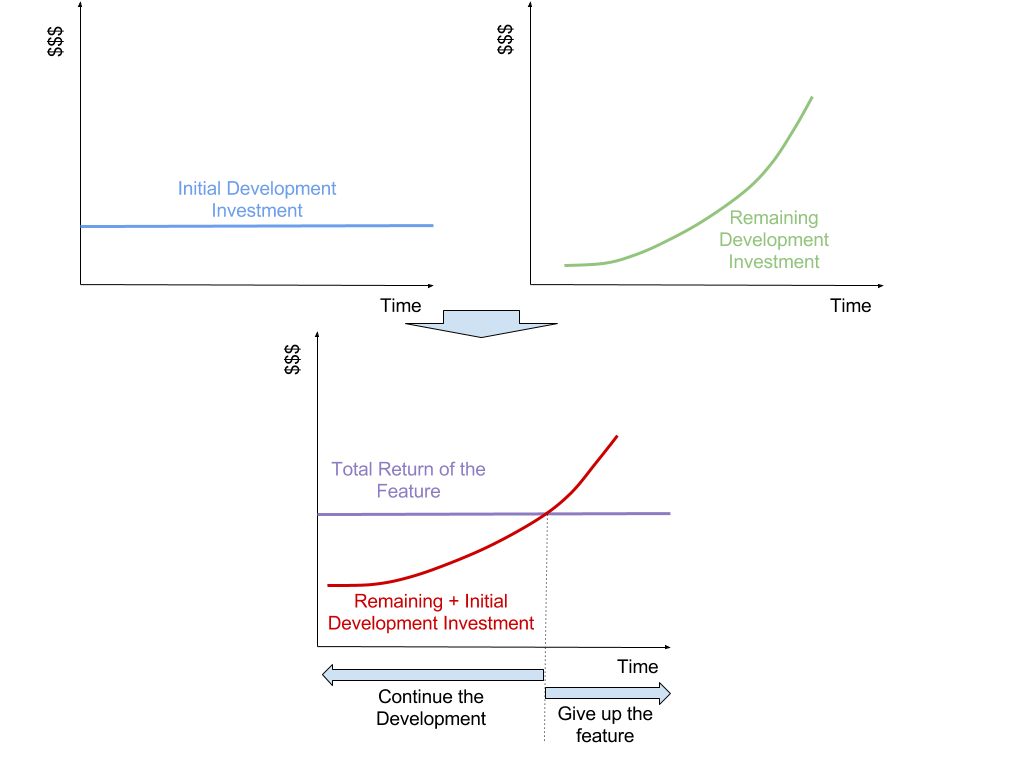 $$$
Initial Development
Investment
Time
$$$
Remaining
Development
Investment
Time
$$$
Total Return of the
Feature
Remaining + Initial
Development Investment
Time
Continue the
Development
Give up the
feature